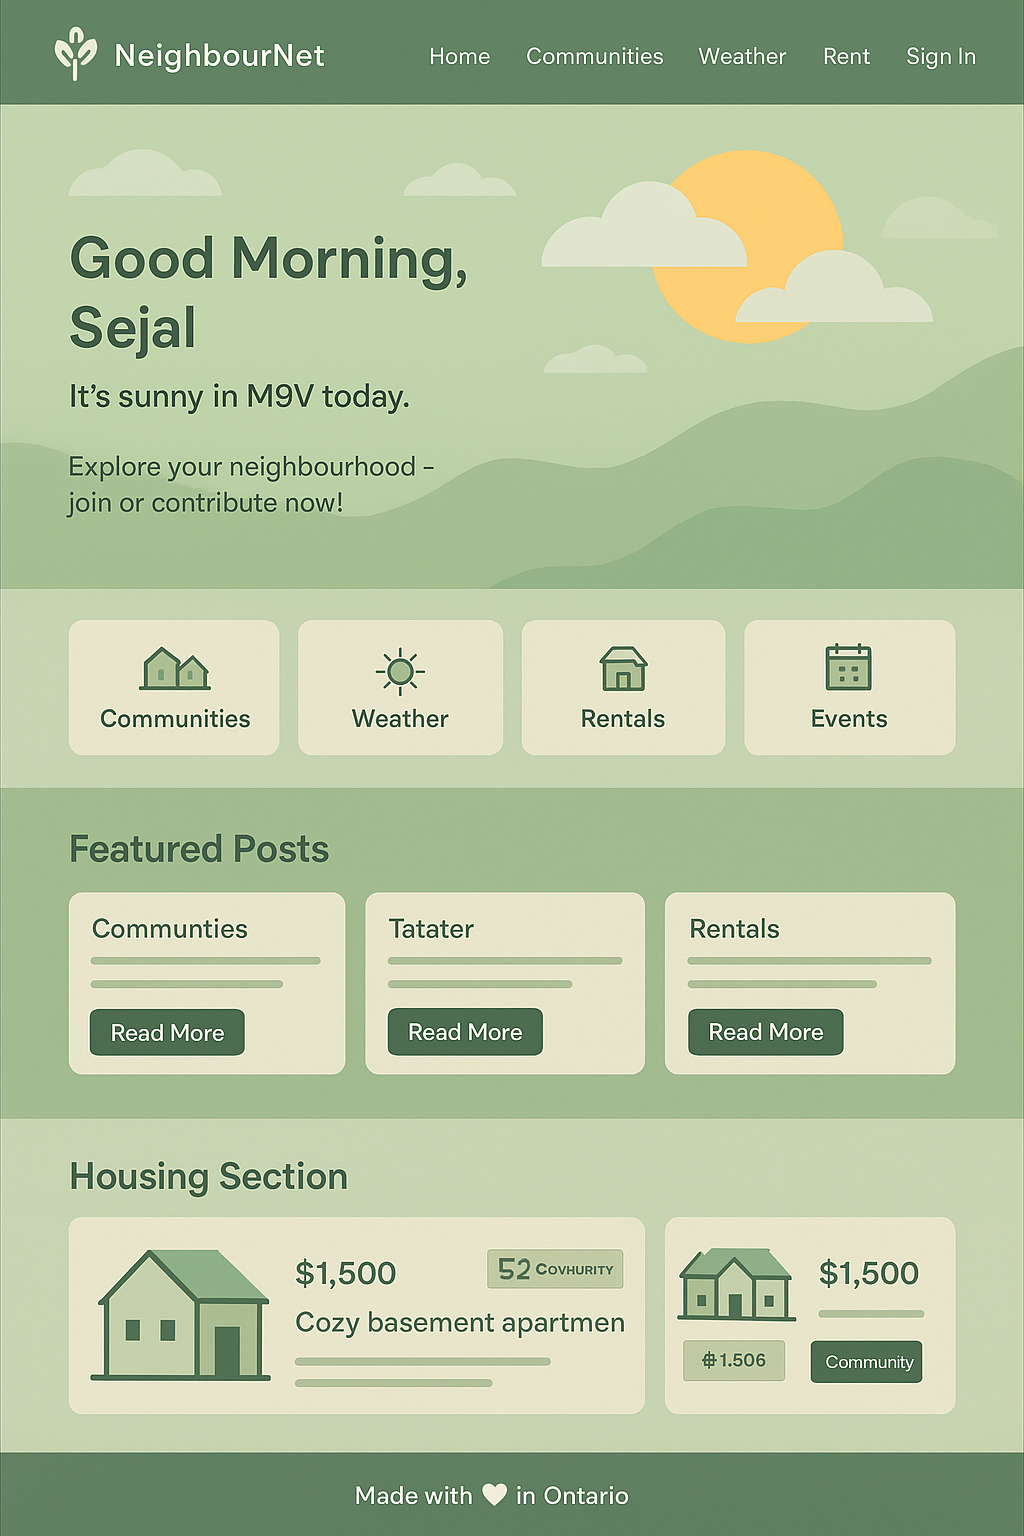 NeighbourNet
Home Communities Weather Rent Sign In
Good Morning,
Sejal
It's sunny in M9V today.
Explore your neighbourhood –
join or contribute now!
Communities
Weather
Rentals
Events
Featured Posts
Communties
Read More
Tatater
Read More
Rentals
Read More
Housing Section
$1,500
52 COVHURITY
Cozy basement apartmen
$1,500
1.506
Community
Made with ♥ in Ontario